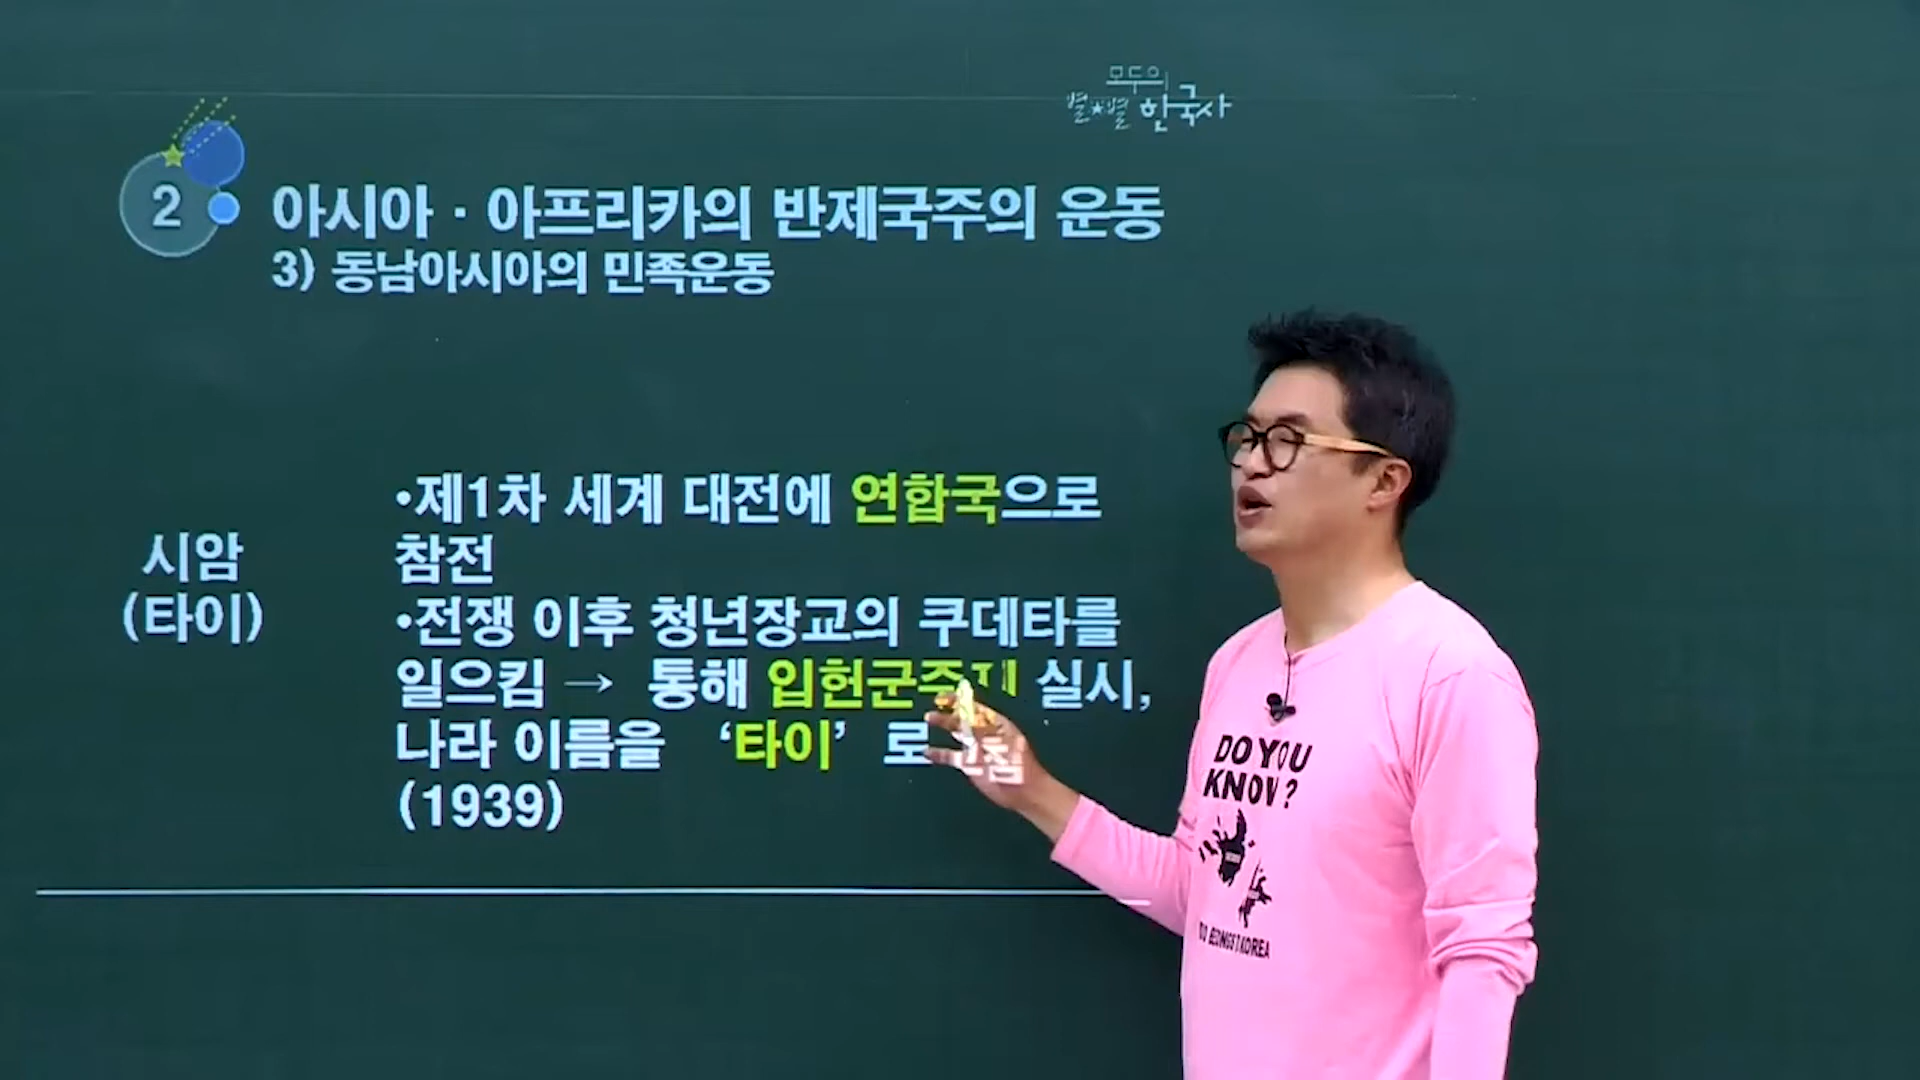 모두의
별★별 한국사
2
아시아 · 아프리카의 반제국주의 운동
3) 동남아시아의 민족운동
시암
(타이)
•제1차 세계 대전에 연합국으로
참전
•전쟁 이후 청년장교의 쿠데타를
일으킴 → 통해 입헌군주제 실시,
나라 이름을 ‘타이’ 로 고침
(1939)
DO YOU
KNOW?